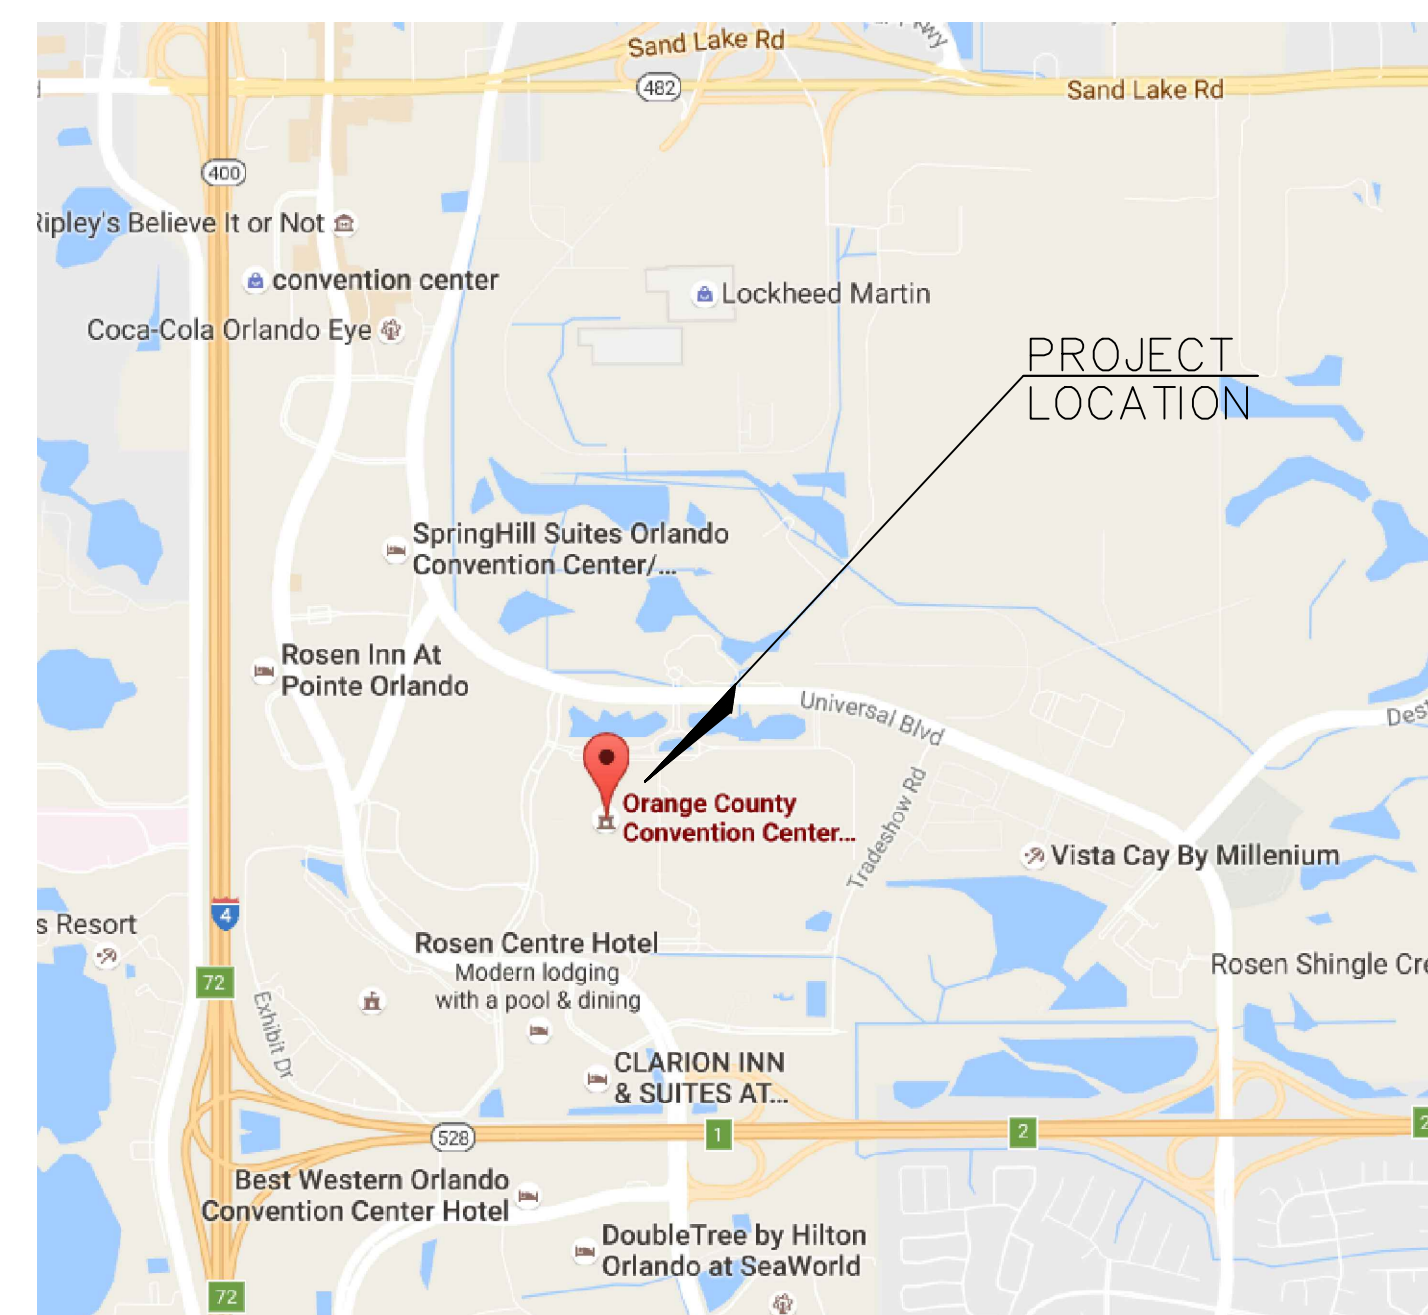 Sand Lake Rd
482
Sand Lake Rd
400
Ripley's Believe It or Not
convention center
Lockheed Martin
Coca-Cola Orlando Eye
PROJECT
LOCATION
SpringHill Suites Orlando
Convention Center/...
Rosen Inn At
Pointe Orlando
Universal Blvd
Orange County
Convention Center...
Tradeshow Rd
Vista Cay By Millenium
4
s Resort
Rosen Centre Hotel
Modern lodging
with a pool & dining
Rosen Shingle Cre
72
Exhibit Dr
CLARION INN
& SUITES AT...
528
1
2
2
Best Western Orlando
Convention Center Hotel
DoubleTree by Hilton
Orlando at SeaWorld
72